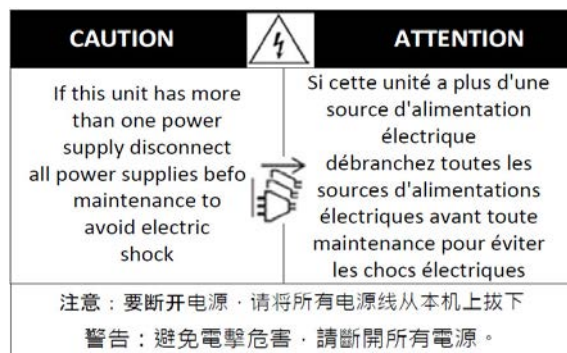 CAUTION
ATTENTION
If this unit has more
than one power
supply disconnect
all power supplies befo
maintenance to
avoid electric
shock
Si cette unité a plus d'une
source d'alimentation
électrique
débranchez toutes les
sources d'alimentations
électriques avant toute
maintenance pour éviter
les chocs électriques
注意：要断开电源，请将所有电源线从本机上拔下
警告：避免電擊危害，請斷開所有電源。